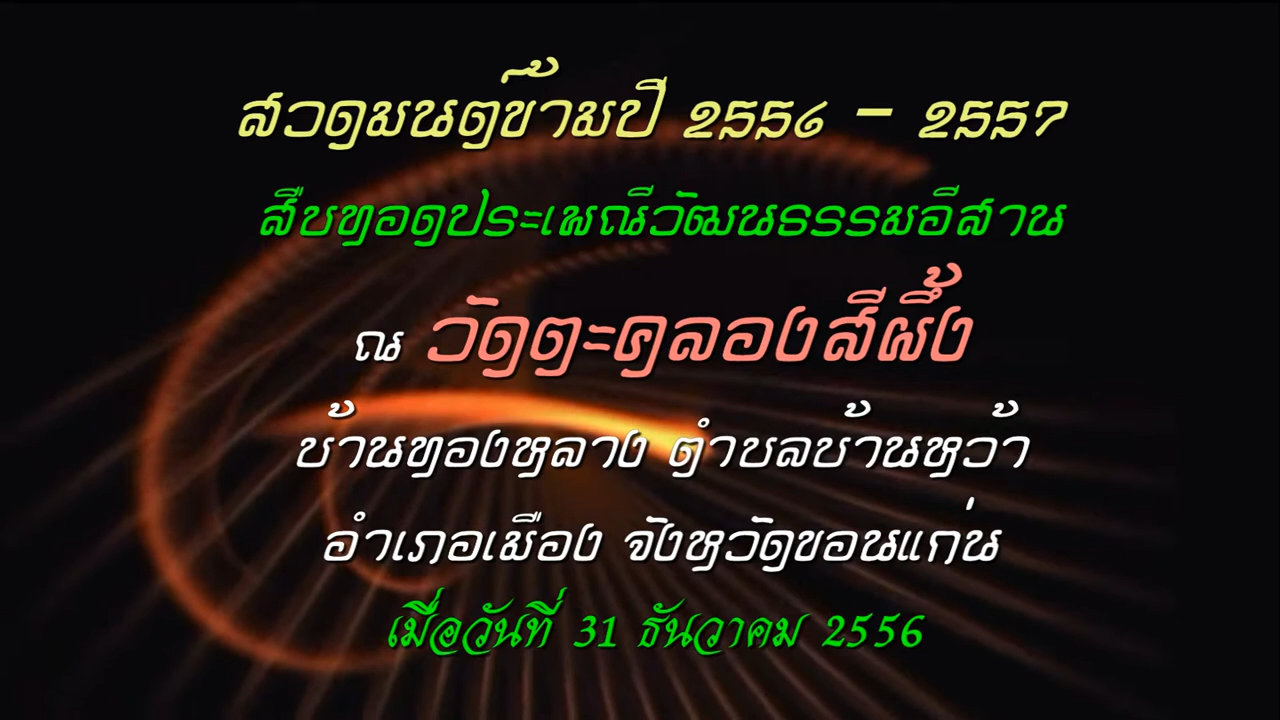 สวดมนต์ข้ามปี 2556 - 2557
สืบทอดประเพณีวัฒนธรรมอีสาน
ณ วัดตะคลองสีผึ้ง
บ้านทองหลาง ตำบลบ้านหว้า
อำเภอเมือง จังหวัดขอนแก่น
เมื่อวันที่ 31 ธันวาคม 2556